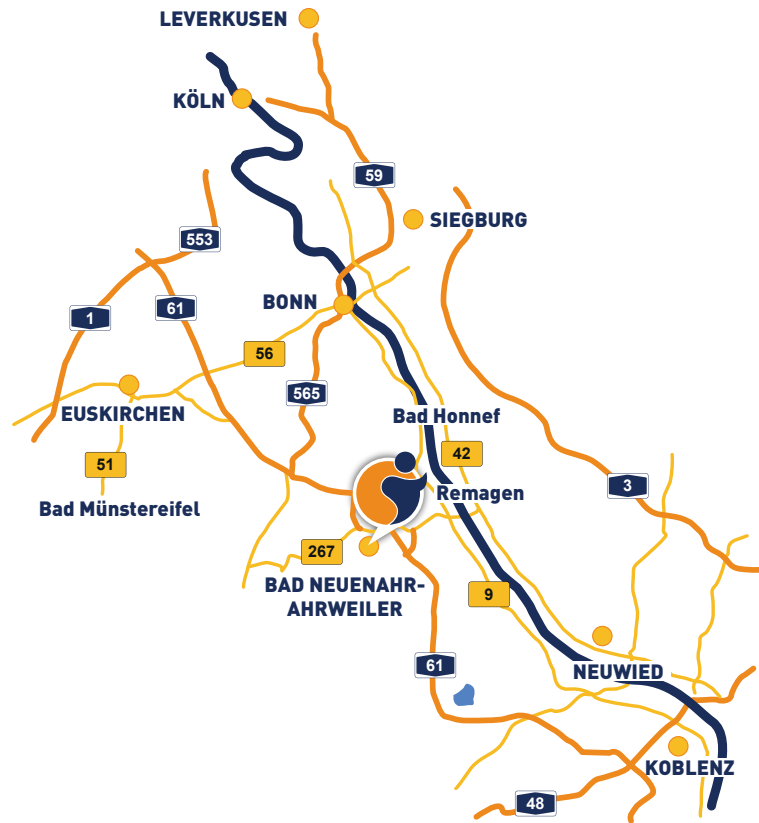 LEVERKUSEN
KÖLN
59
SIEGBURG
553
BONN
61
1
56
EUSKIRCHEN
565
Bad Honnef
51
42
Bad Münstereifel
Remagen
3
267
BAD NEUENAHR-
AHRWEILER
9
61
NEUWIED
KOBLENZ
48